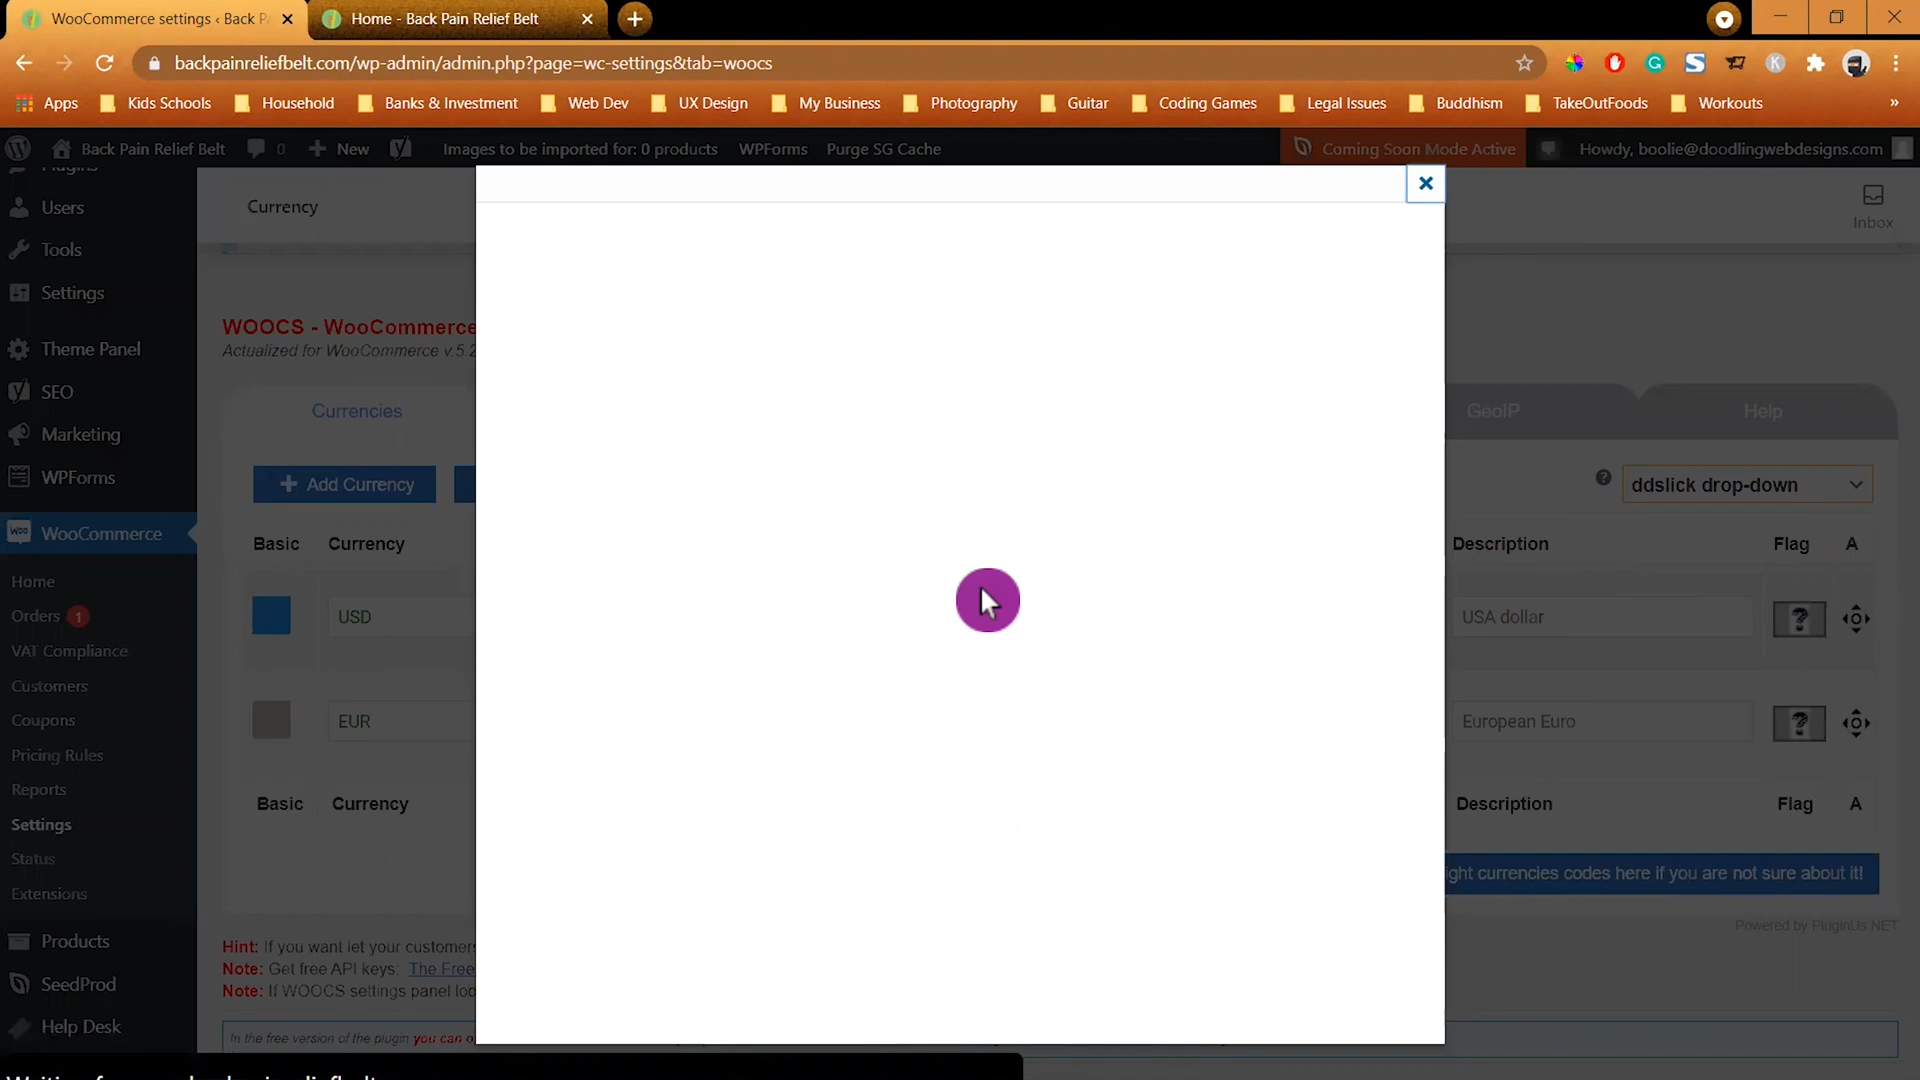 WooCommerce settings ‹ Back P
Home - Back Pain Relief Belt
backpainreliefbelt.com/wp-admin/admin.php?page=wc-settings&tab=woocs
Apps
Kids Schools
Household
Banks & Investment
Web Dev
UX Design
My Business
Photography
Guitar
Coding Games
Legal Issues
Buddhism
TakeOutFoods
Workouts
»
Back Pain Relief Belt
0
New
Images to be imported for: 0 products
WPForms
Purge SG Cache
Coming Soon Mode Active
Howdy, boolie@doodlingwebdesigns.com
Plugins
Users
Tools
Settings
Theme Panel
SEO
Marketing
WPForms
WooCommerce
Home
Orders 1
VAT Compliance
Customers
Coupons
Pricing Rules
Reports
Settings
Status
Extensions
Products
SeedProd
Help Desk
Currency
Inbox
WOOCS - WooCommerce
Actualized for WooCommerce v.5.2
Currencies
GeoIP
Help
Add Currency
ddslick drop-down
Basic
Currency
Description
Flag
A
USD
USA dollar
EUR
European Euro
Basic
Currency
Description
Flag
A
ight currencies codes here if you are not sure about it!
Powered by PluginUs.NET
Hint: If you want let your customers
Note: Get free API keys: The Free
Note: If WOOCS settings panel loo
In the free version of the plugin you can o